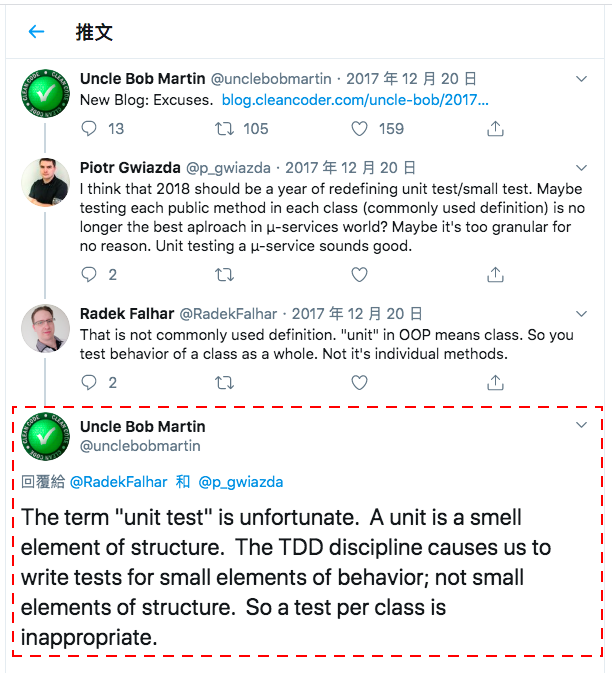 推文
Uncle Bob Martin @unclebobmartin · 2017 年 12 月 20 日
New Blog: Excuses. blog.cleancoder.com/uncle-bob/2017...
13 105 159
Piotr Gwiazda @p_gwiazda · 2017 年 12 月 20 日
I think that 2018 should be a year of redefining unit test/small test. Maybe
testing each public method in each class (commonly used definition) is no
longer the best aplroach in µ-services world? Maybe it's too granular for
no reason. Unit testing a µ-service sounds good.
2
Radek Falhar @RadekFalhar · 2017 年 12 月 20 日
That is not commonly used definition. "unit" in OOP means class. So you
test behavior of a class as a whole. Not it's individual methods.
2
Uncle Bob Martin
@unclebobmartin
回覆給 @RadekFalhar 和 @p_gwiazda
The term "unit test" is unfortunate. A unit is a smell
element of structure. The TDD discipline causes us to
write tests for small elements of behavior; not small
elements of structure. So a test per class is
inappropriate.